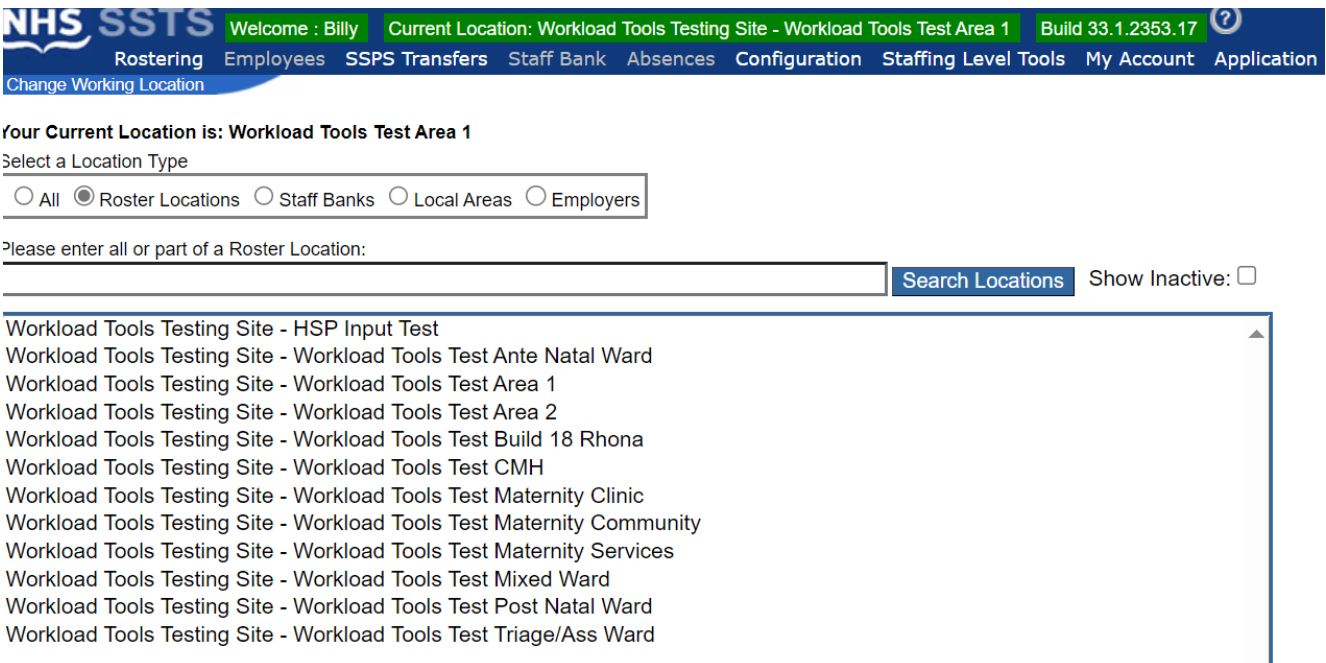 NHS SSTS Welcome : Billy Current Location: Workload Tools Testing Site - Workload Tools Test Area 1 Build 33.1.2353.17 ?
Rostering Employees SSPS Transfers Staff Bank Absences Configuration Staffing Level Tools My Account Application
Change Working Location
Your Current Location is: Workload Tools Test Area 1
Select a Location Type
All Roster Locations Staff Banks Local Areas Employers
Please enter all or part of a Roster Location:
Search Locations Show Inactive:
Workload Tools Testing Site - HSP Input Test
Workload Tools Testing Site - Workload Tools Test Ante Natal Ward
Workload Tools Testing Site - Workload Tools Test Area 1
Workload Tools Testing Site - Workload Tools Test Area 2
Workload Tools Testing Site - Workload Tools Test Build 18 Rhona
Workload Tools Testing Site - Workload Tools Test CMH
Workload Tools Testing Site - Workload Tools Test Maternity Clinic
Workload Tools Testing Site - Workload Tools Test Maternity Community
Workload Tools Testing Site - Workload Tools Test Maternity Services
Workload Tools Testing Site - Workload Tools Test Mixed Ward
Workload Tools Testing Site - Workload Tools Test Post Natal Ward
Workload Tools Testing Site - Workload Tools Test Triage/Ass Ward